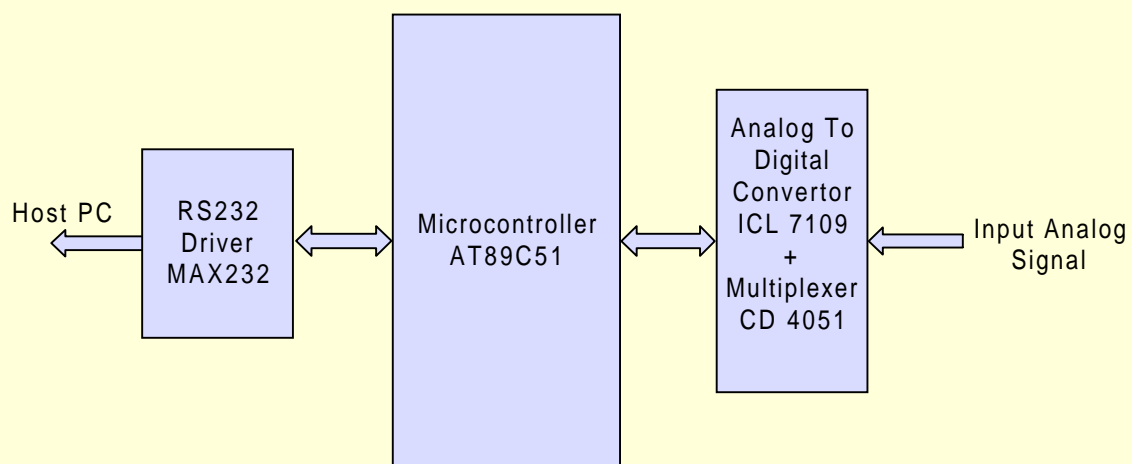 Host PC
RS232
Driver
MAX232
Microcontroller
AT89C51
Analog To
Digital
Convertor
ICL 7109
+
Multiplexer
CD 4051
Input Analog
Signal